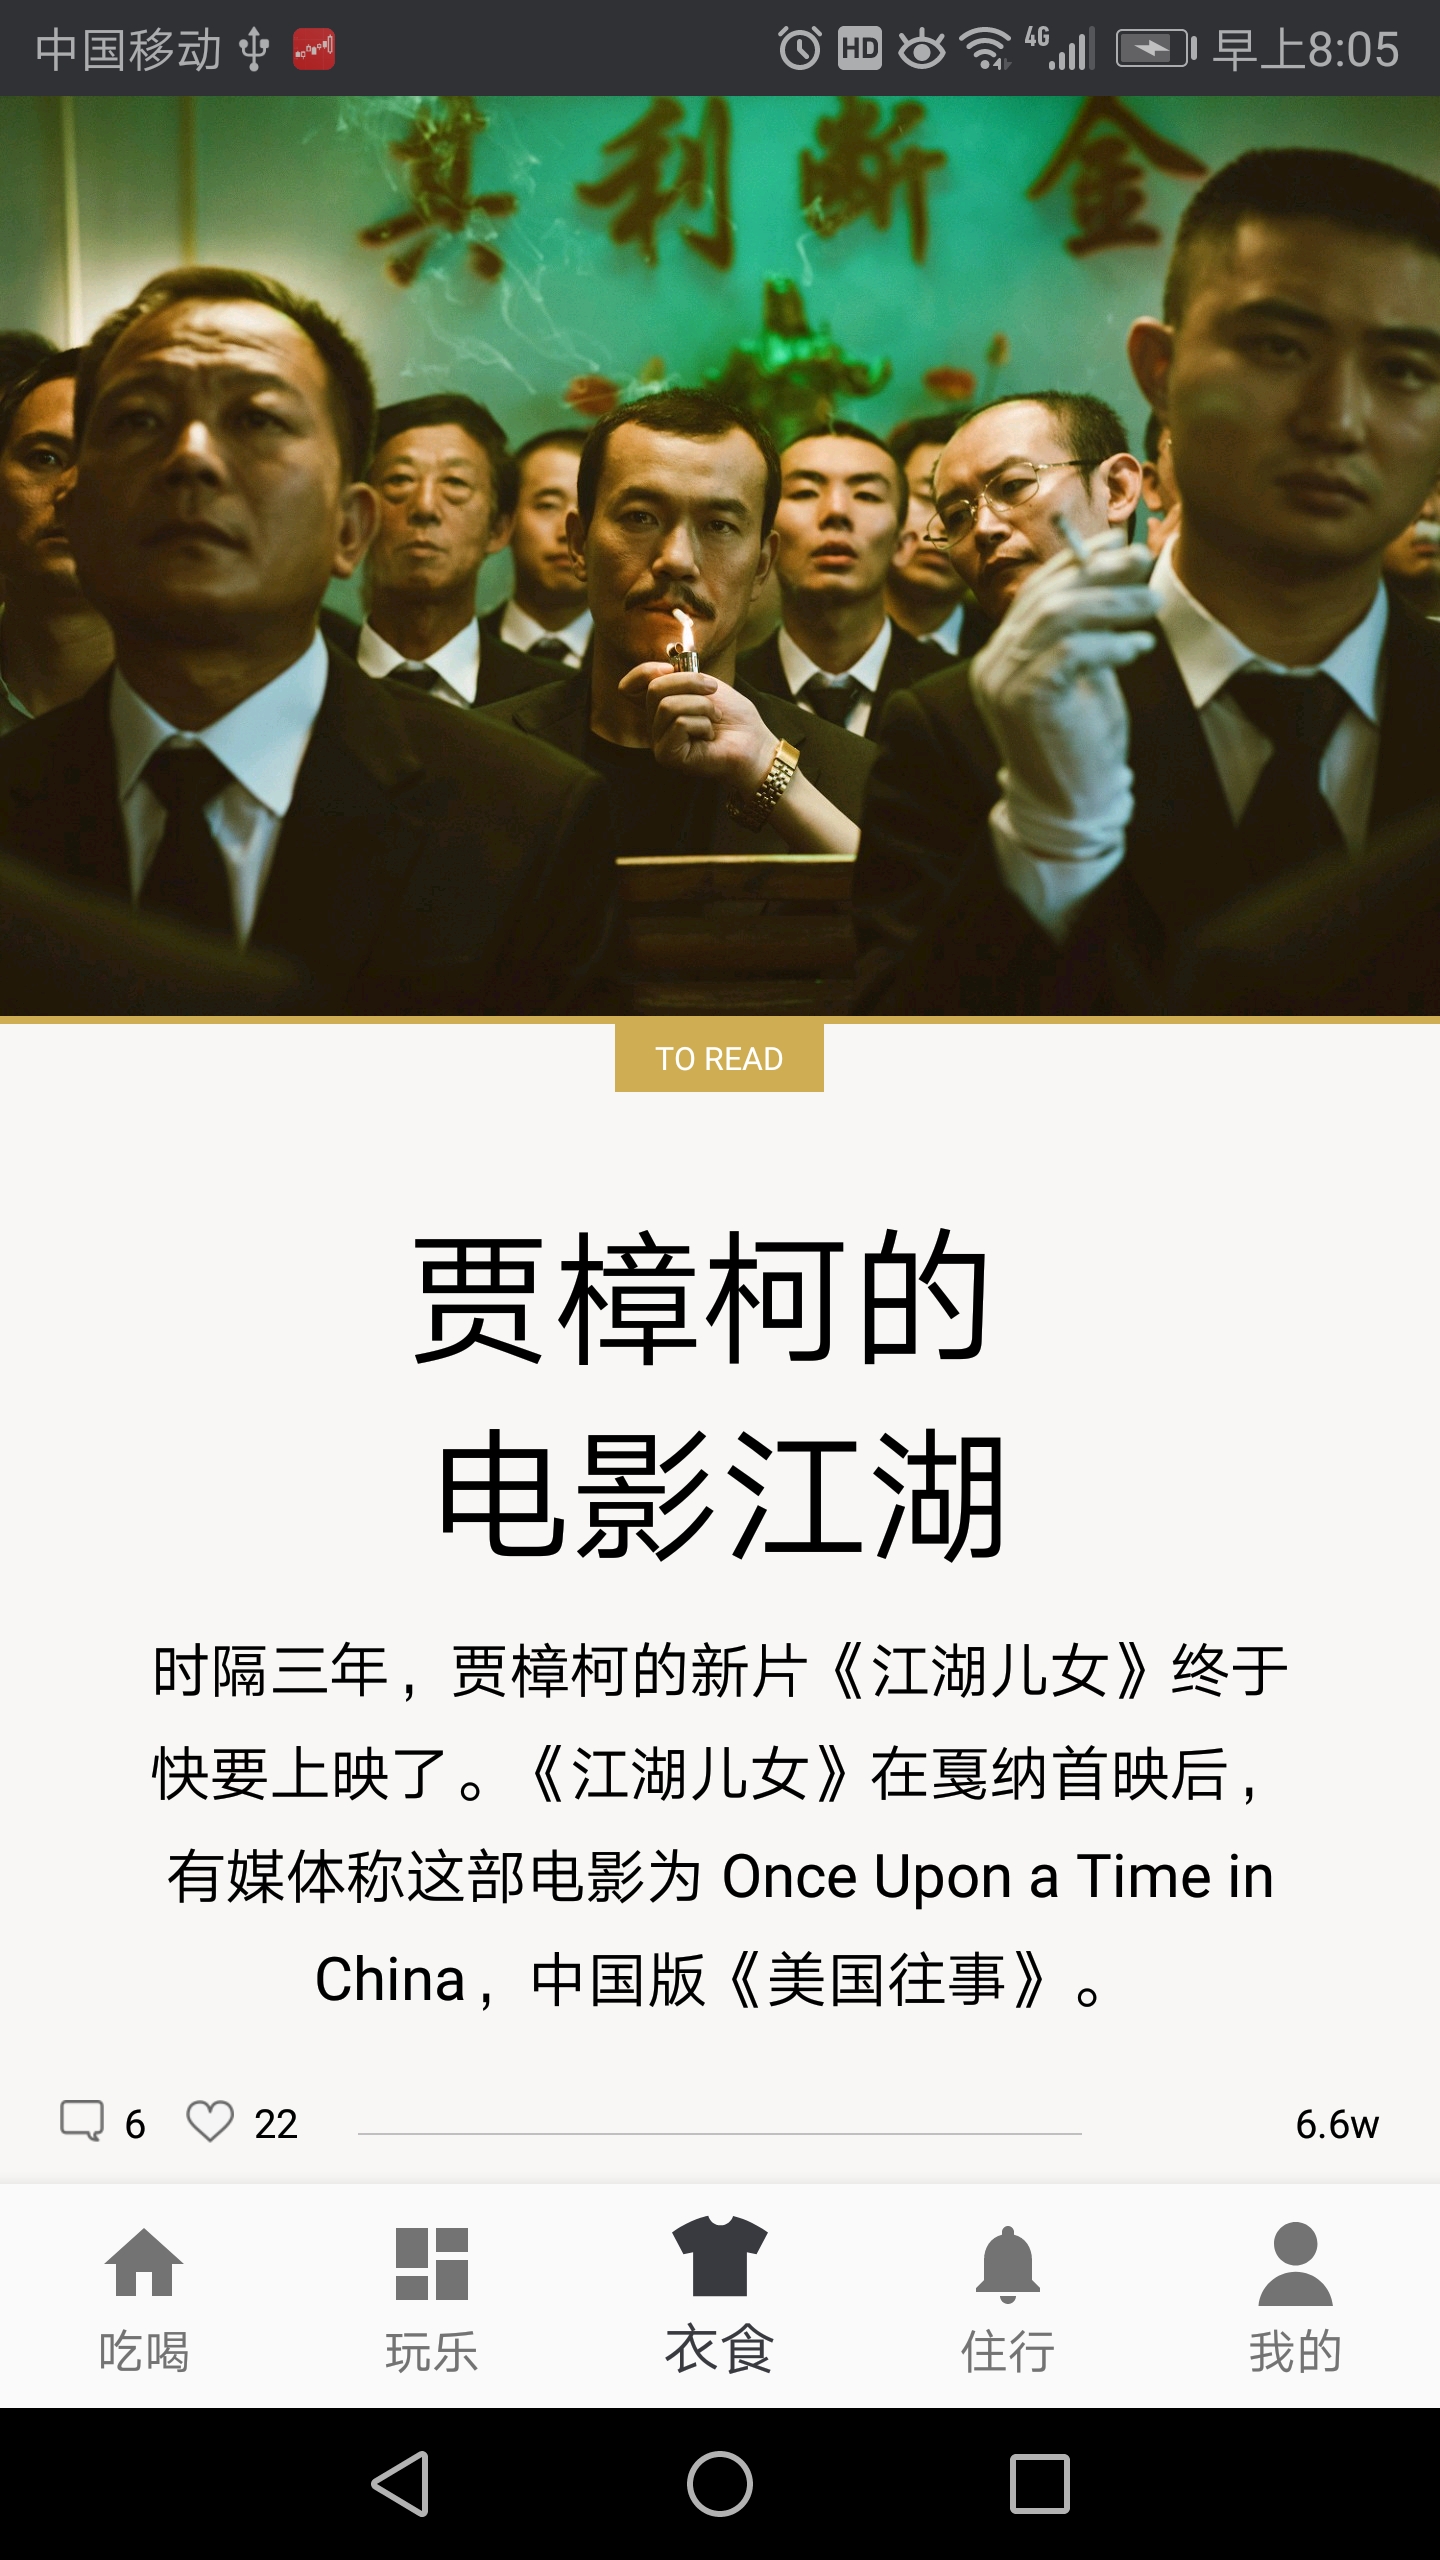 中国移动
HD
4G
早上8:05
其利断金
TO READ
贾樟柯的
电影江湖
时隔三年，贾樟柯的新片《江湖儿女》终于
快要上映了。《江湖儿女》在戛纳首映后，
有媒体称这部电影为 Once Upon a Time in
China，中国版《美国往事》。
6
22
6.6w
吃喝
玩乐
衣食
住行
我的